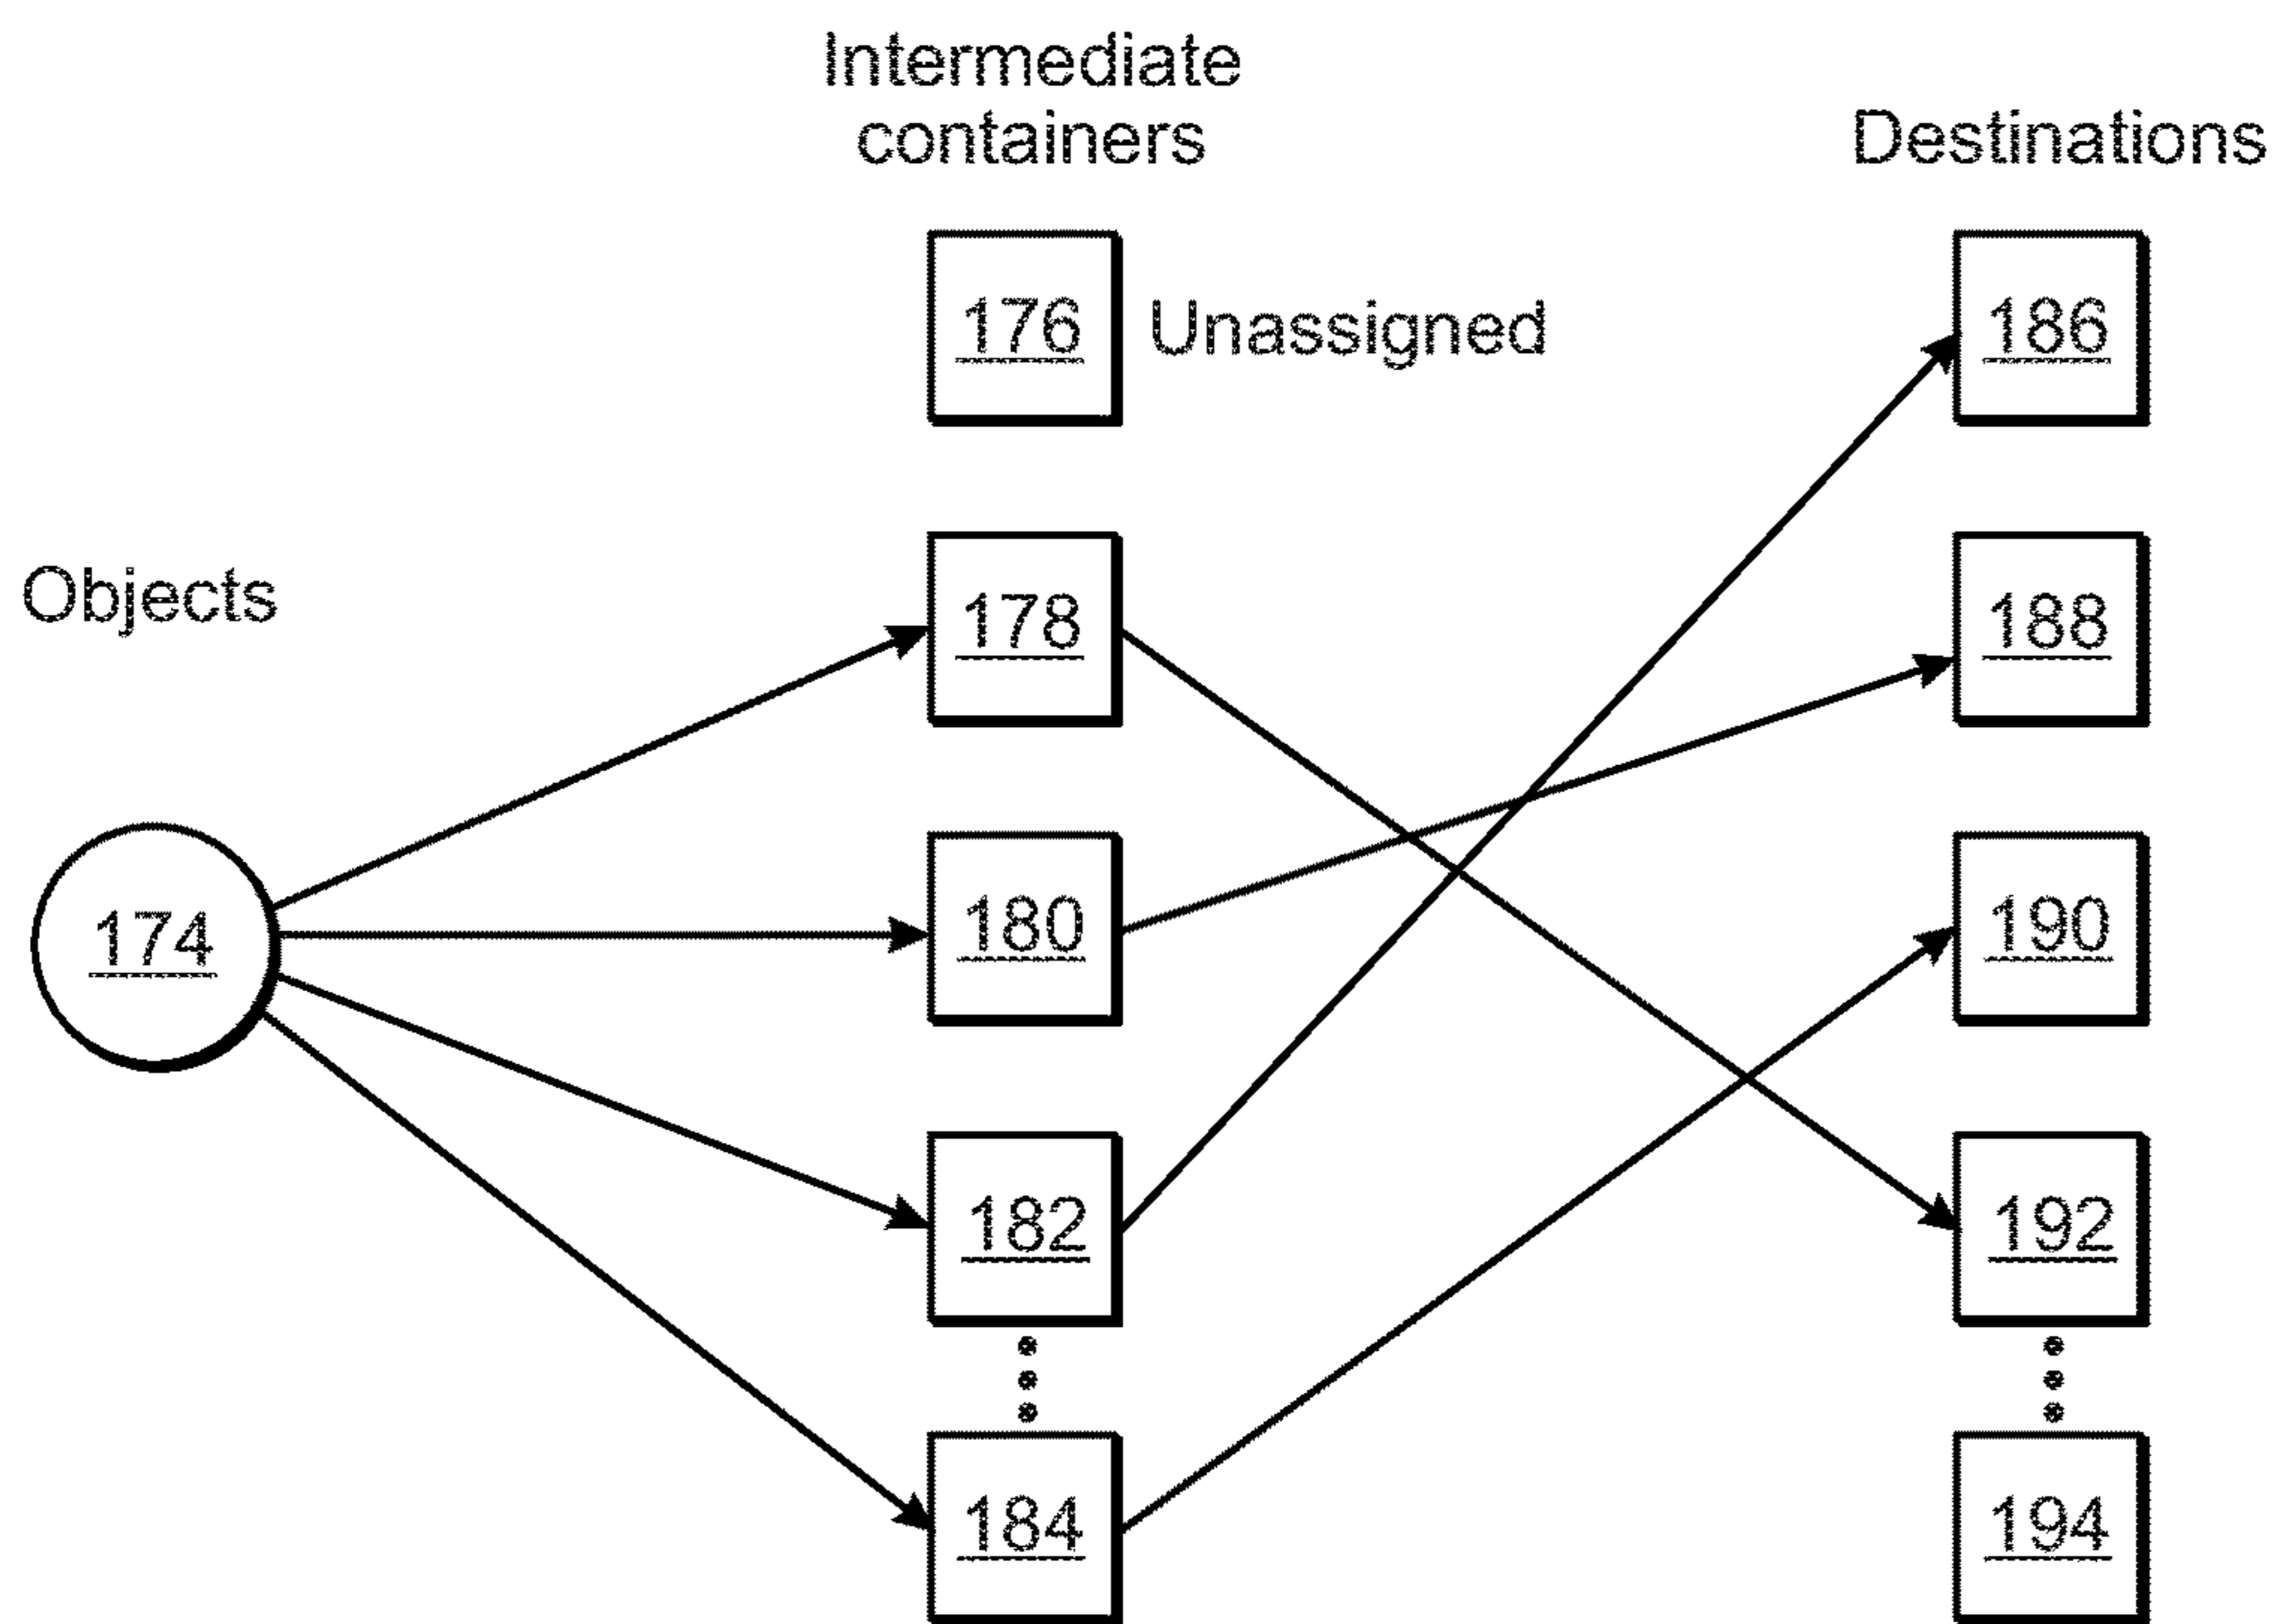 Intermediate
containers
Destinations
176 Unassigned
186
Objects
178
188
174
180
190
182
192
184
194